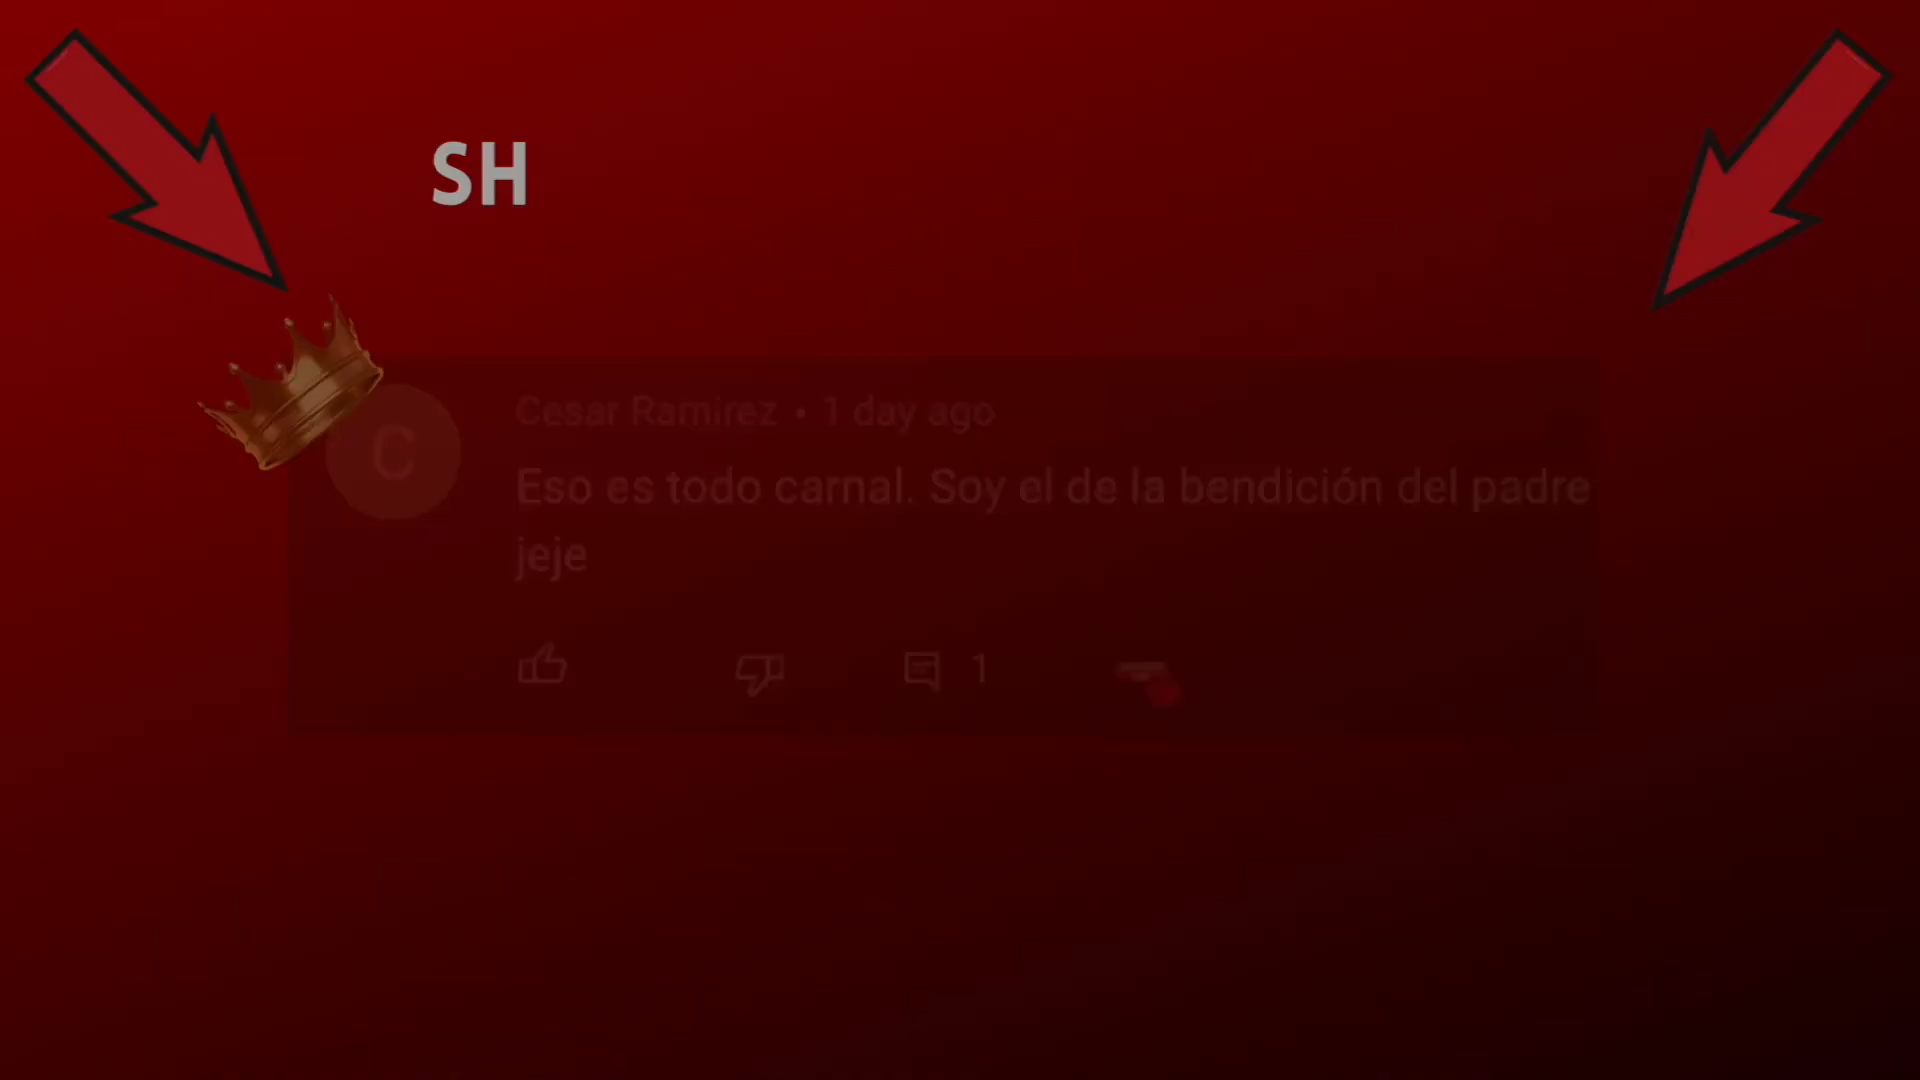 SH
Cesar Ramirez • 1 day ago
C
Eso es todo carnal. Soy el de la bendición del padre
jeje
1